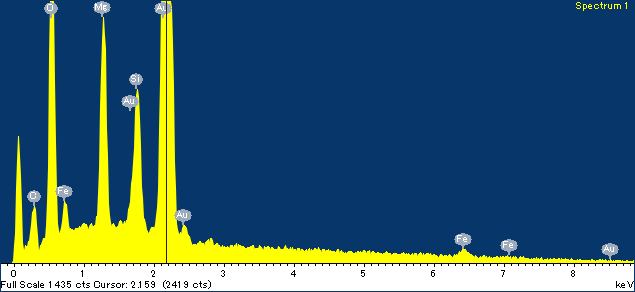 Spectrum 1
O Mg Au
Si
Au
O Fe
Au
Fe Fe Au
0 1 2 3 4 5 6 7 8
Full Scale 1435 cts Cursor: 2.159 (2419 cts) keV